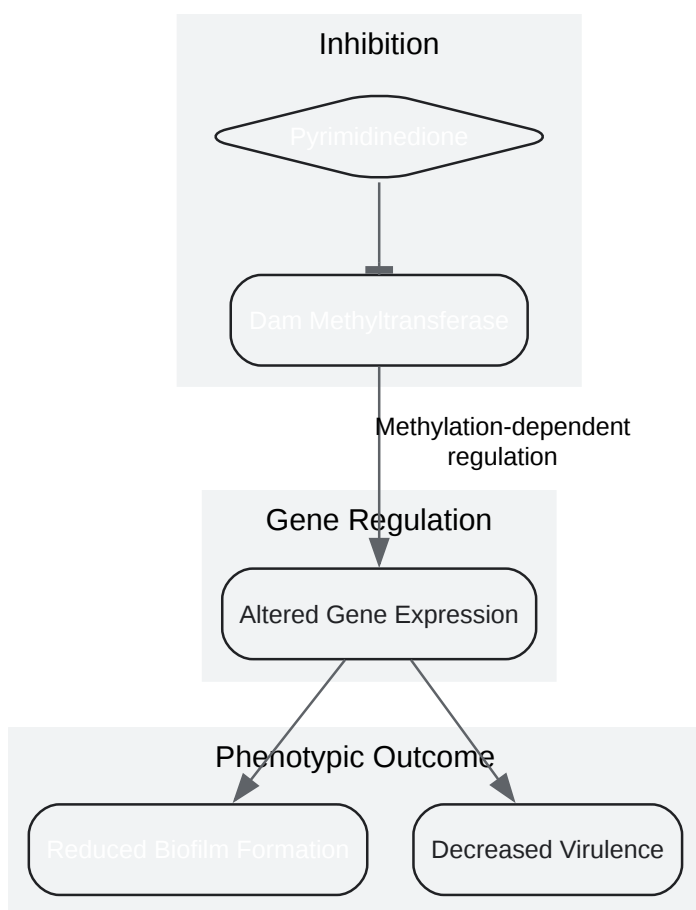 Inhibition
Pyrimidinedione
Dam Methyltransferase
Methylation-dependent
regulation
Gene Regulation
Altered Gene Expression
Phenotypic Outcome
Reduced Biofilm Formation
Decreased Virulence